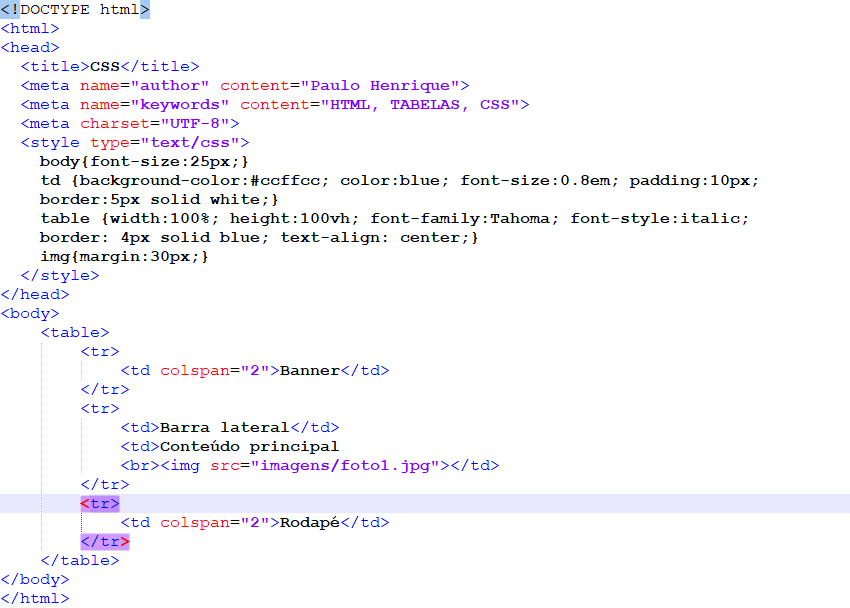 <!DOCTYPE html>
<html>
<head>
  <title>CSS</title>
  <meta name="author" content="Paulo Henrique">
  <meta name="keywords" content="HTML, TABELAS, CSS">
  <meta charset="UTF-8">
  <style type="text/css">
    body{font-size:25px;}
    td {background-color:#ccffcc; color:blue; font-size:0.8em; padding:10px;
    border:5px solid white;}
    table {width:100%; height:100vh; font-family:Tahoma; font-style:italic;
    border: 4px solid blue; text-align: center;}
    img{margin:30px;}
  </style>
</head>
<body>
    <table>
        <tr>
            <td colspan="2">Banner</td>
        </tr>
        <tr>
            <td>Barra lateral</td>
            <td>Conteúdo principal
            <br><img src="imagens/foto1.jpg"></td>
        </tr>
        <tr>
            <td colspan="2">Rodapé</td>
        </tr>
    </table>
</body>
</html>